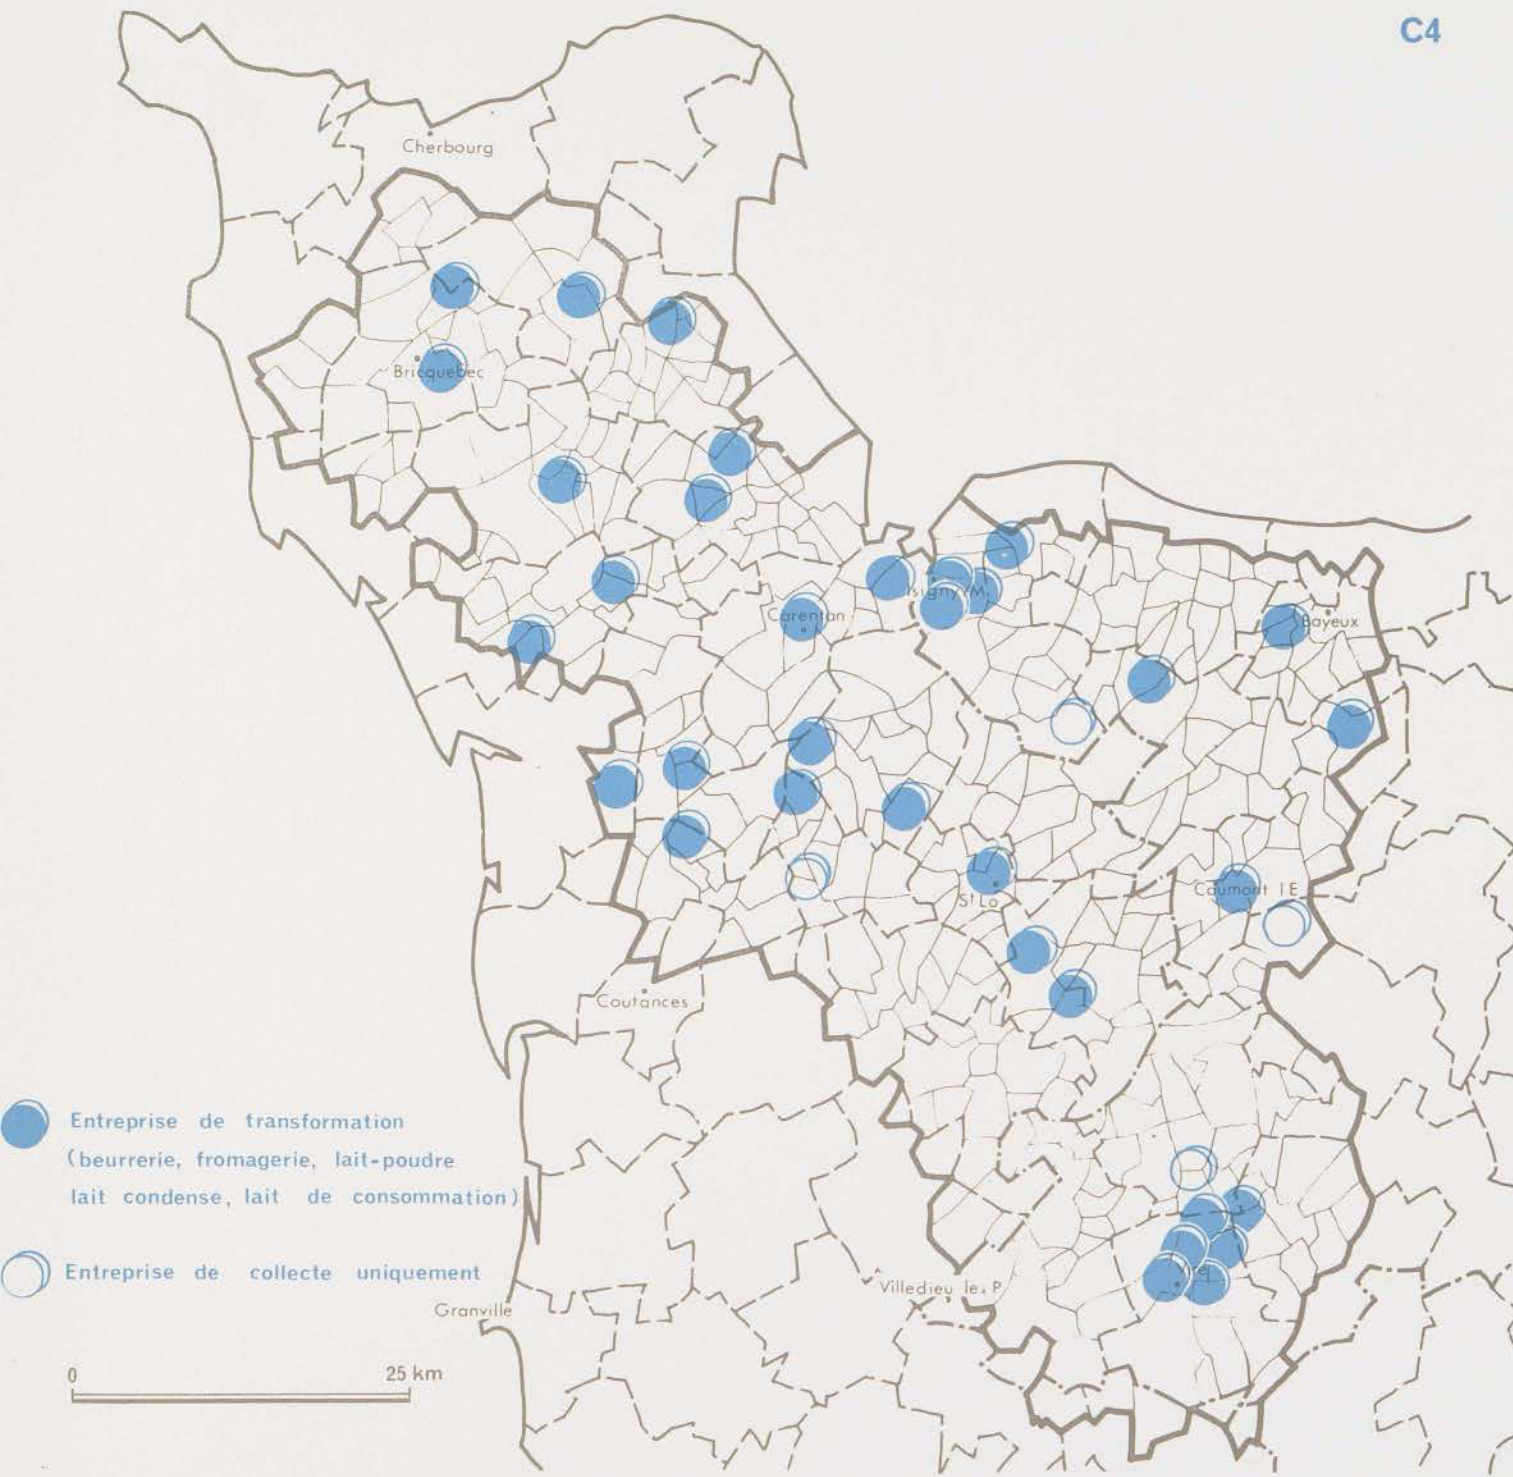 C4
Cherbourg
Bricquebec
Isigny/M.
Carentan
Bayeux
Caumont l E
St Lo
Coutances
Entreprise de transformation
(beurrerie, fromagerie, lait-poudre
lait condense, lait de consommation)
Entreprise de collecte uniquement
Villedieu le. P
Granville
0 25 km